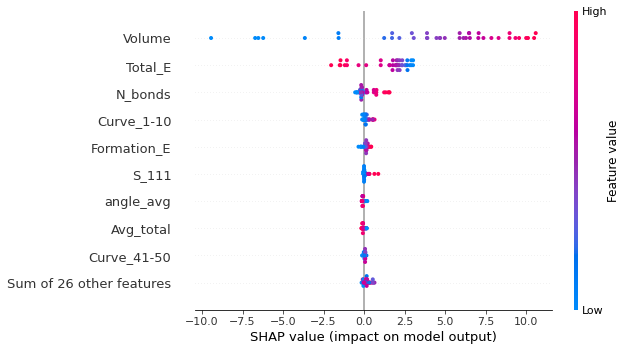 High
Volume
Total_E
N_bonds
Curve_1-10
Formation_E
S_111
angle_avg
Avg_total
Curve_41-50
Sum of 26 other features
Feature value
Low
−10.0 −7.5 −5.0 −2.5 0.0 2.5 5.0 7.5 10.0
SHAP value (impact on model output)